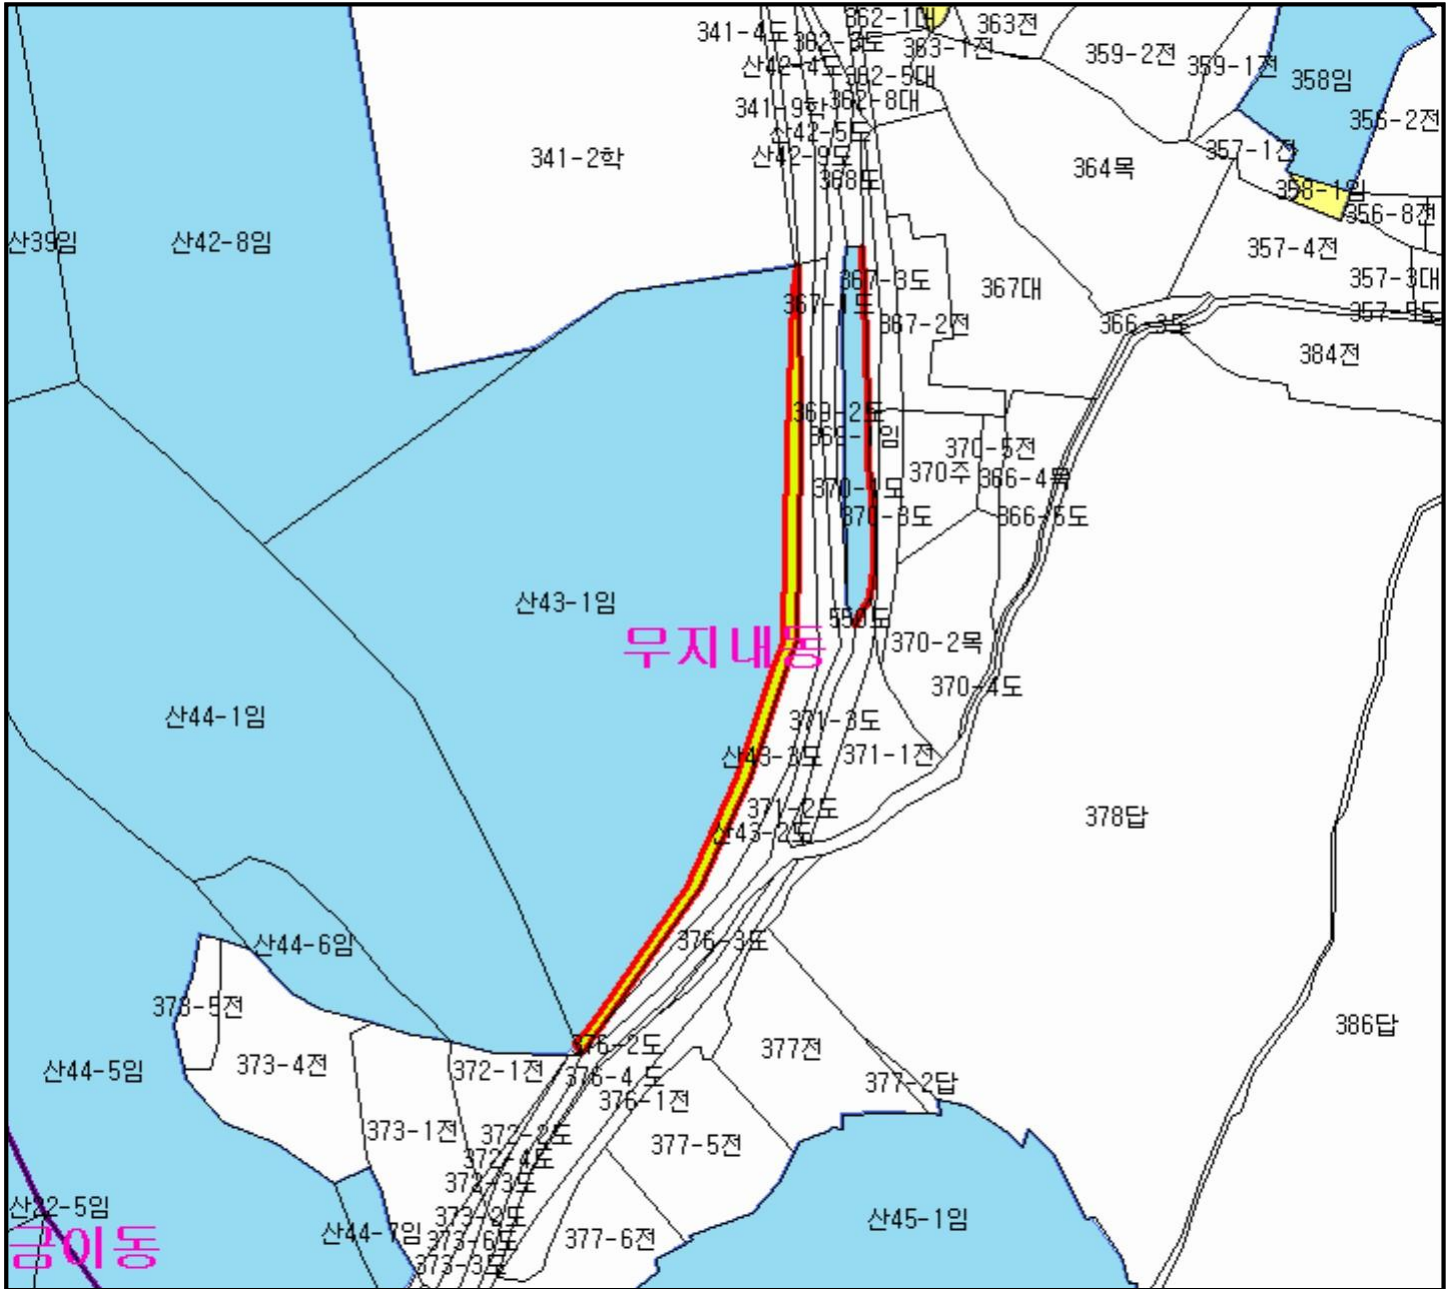 362-1대
363전
341-4도
362-3도
363-1전
359-2전
359-1전
산42-4도
362-5대
358임
341-9학
362-8대
356-2전
산42-5도
341-2학
산42-9도
357-1전
364목
368도
358-1임
356-8전
산39임
산42-8임
357-4전
367-3도
367대
357-3대
367-1도
357-5도
367-2전
366-3도
384전
369-2도
369-1임
370-5전
370주
366-4목
370-1도
370-3도
366-5도
산43-1임
550도
무지내동
370-2목
370-4도
산44-1임
371-3도
산43-3도
371-1전
371-2도
378답
산43-2도
376-3도
산44-6임
373-5전
386답
376-2도
377전
373-4전
372-1전
산44-5임
376-4 도
377-2답
376-1전
373-1전
372-2도
377-5전
372-4도
372-3도
산22-5임
373-2도
산45-1임
산44-7임
373-6도
377-6전
금이동
373-3도